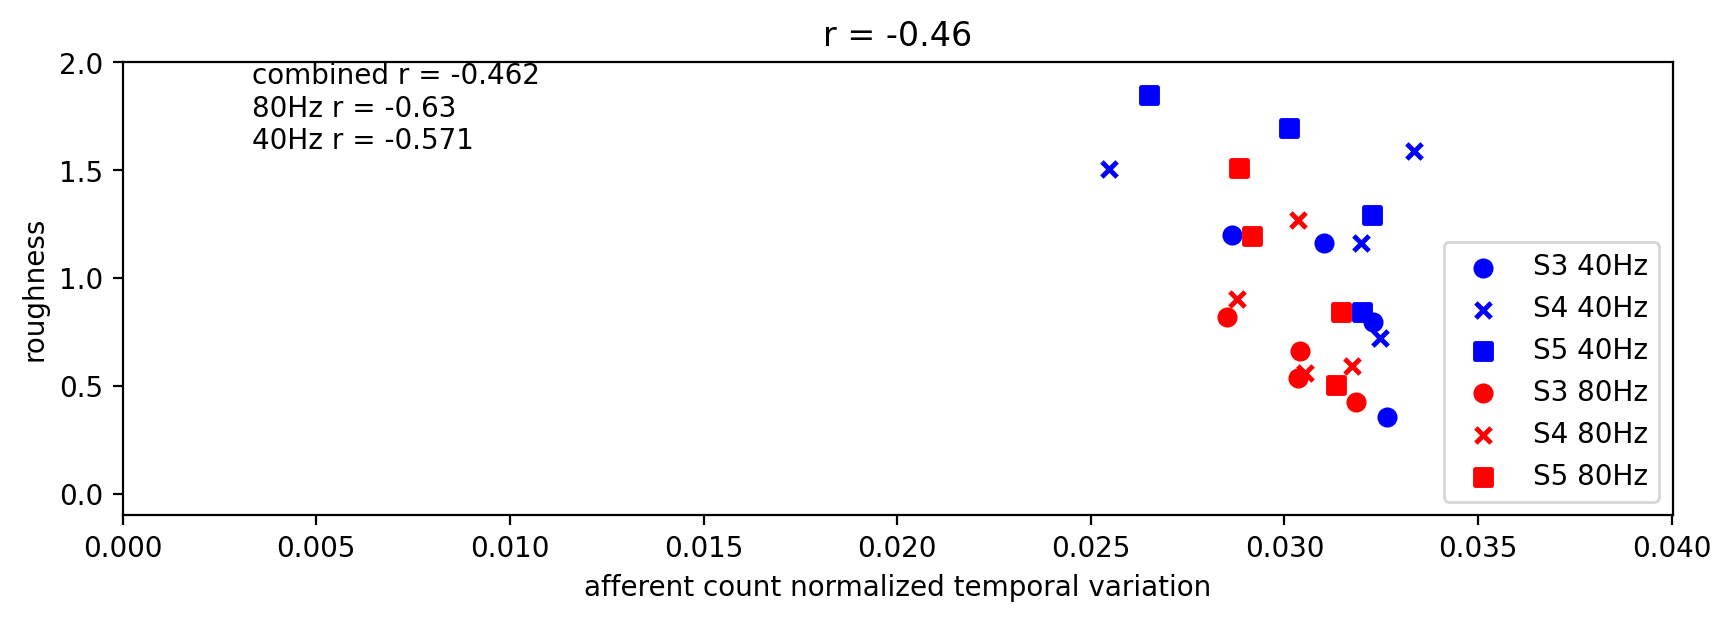 r = -0.46
combined r = -0.462
80Hz r = -0.63
40Hz r = -0.571
2.0
1.5
1.0
0.5
0.0
roughness
S3 40Hz
S4 40Hz
S5 40Hz
S3 80Hz
S4 80Hz
S5 80Hz
0.000 0.005 0.010 0.015 0.020 0.025 0.030 0.035 0.040
afferent count normalized temporal variation